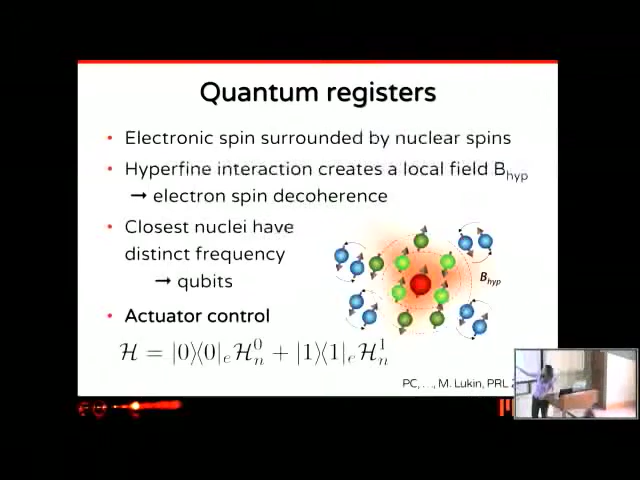 Quantum registers
• Electronic spin surrounded by nuclear spins
• Hyperfine interaction creates a local field B_hyp
→ electron spin decoherence
• Closest nuclei have
distinct frequency
→ qubits
B_hyp
• Actuator control
ℋ = |0⟩⟨0|_e ℋ_n^0 + |1⟩⟨1|_e ℋ_n^1
PC, ..., M. Lukin, PRL